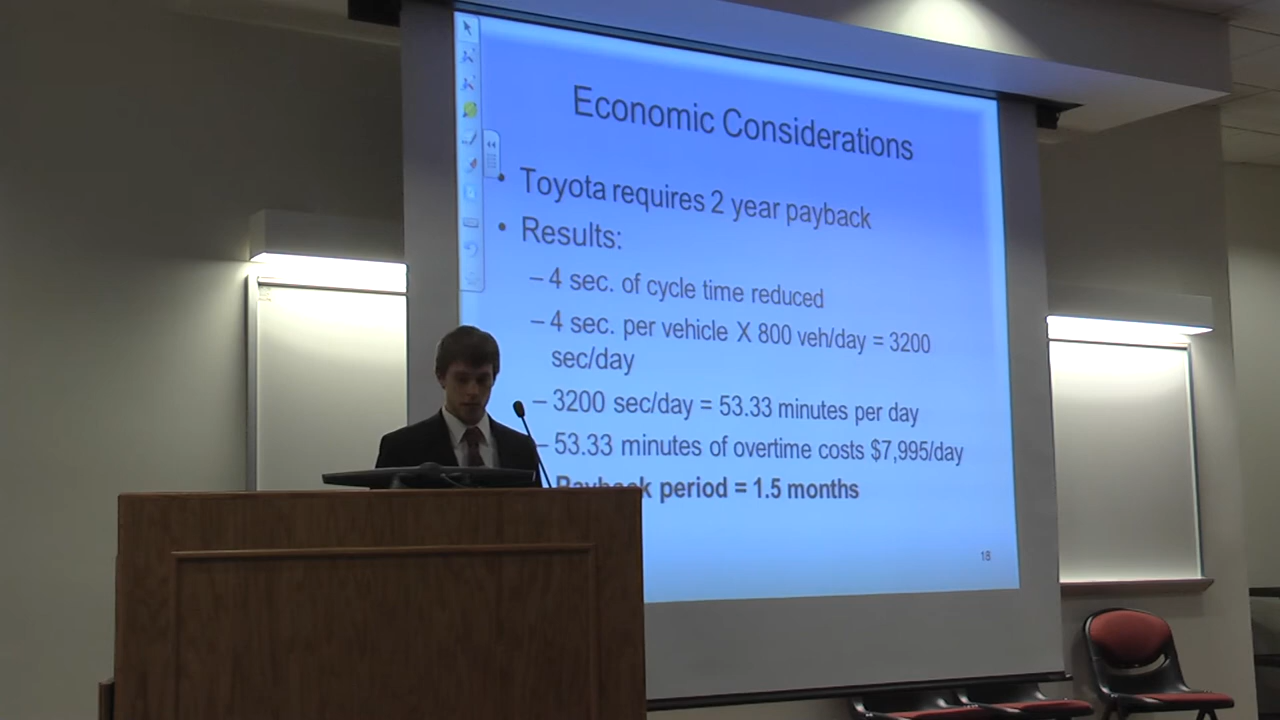 Economic Considerations
• Toyota requires 2 year payback
• Results:
– 4 sec. of cycle time reduced
– 4 sec. per vehicle X 800 veh/day = 3200
sec/day
– 3200 sec/day = 53.33 minutes per day
– 53.33 minutes of overtime costs $7,995/day
Payback period = 1.5 months
18